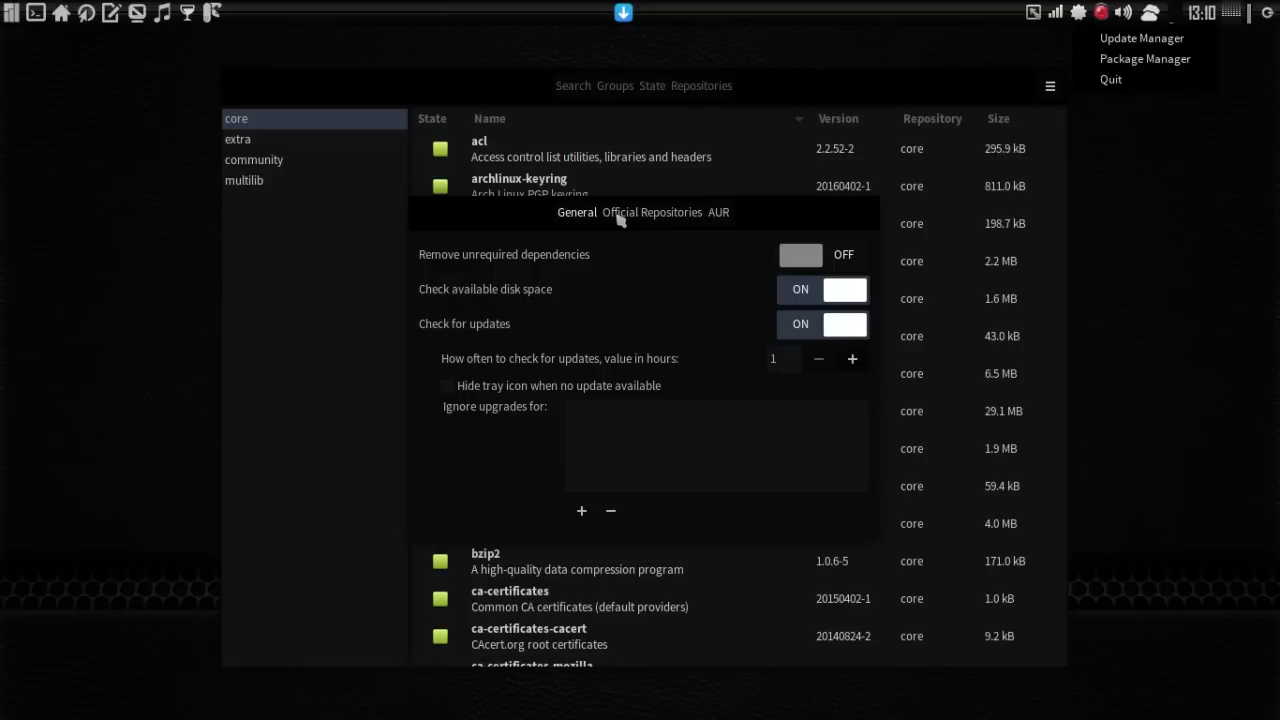 13:10
Update Manager
Package Manager
Quit
Search Groups State Repositories
core
extra
community
multilib
State Name Version Repository Size
acl
Access control list utilities, libraries and headers
2.2.52-2 core 295.9 kB
archlinux-keyring
Arch Linux PGP keyring
20160402-1 core 811.0 kB
General Official Repositories AUR
core 198.7 kB
Remove unrequired dependencies OFF
core 2.2 MB
Check available disk space ON
core 1.6 MB
Check for updates ON
core 43.0 kB
How often to check for updates, value in hours: 1 − +
core 6.5 MB
Hide tray icon when no update available
Ignore upgrades for:
core 29.1 MB
core 1.9 MB
core 59.4 kB
+ −
core 4.0 MB
bzip2
A high-quality data compression program
1.0.6-5 core 171.0 kB
ca-certificates
Common CA certificates (default providers)
20150402-1 core 1.0 kB
ca-certificates-cacert
CAcert.org root certificates
20140824-2 core 9.2 kB
ca-certificates-mozilla